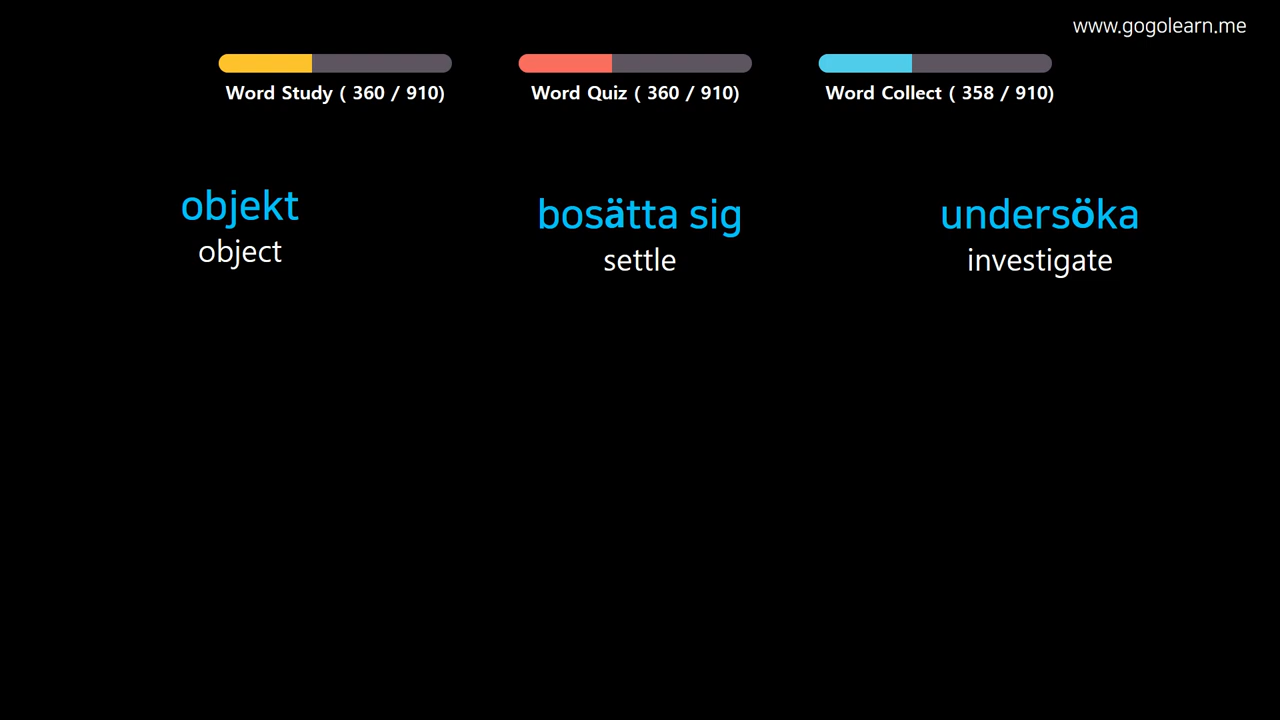 www.gogolearn.me
Word Study ( 360 / 910)
Word Quiz ( 360 / 910)
Word Collect ( 358 / 910)
objekt
object
bosätta sig
settle
undersöka
investigate